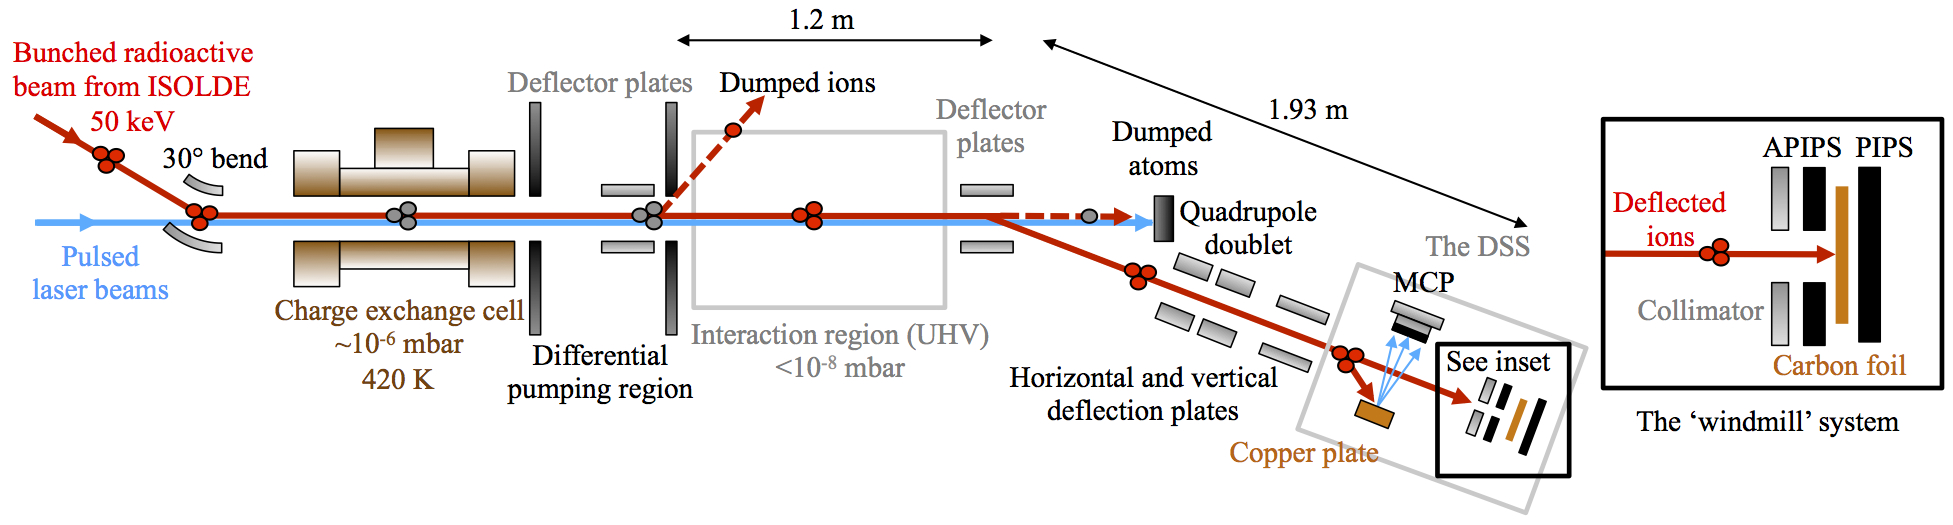 Bunched radioactive
beam from ISOLDE
50 keV
30° bend
Pulsed
laser beams
Charge exchange cell
~10-6 mbar
420 K
Deflector plates
Differential
pumping region
1.2 m
Dumped ions
Interaction region (UHV)
<10-8 mbar
Deflector
plates
1.93 m
Dumped
atoms
Quadrupole
doublet
Horizontal and vertical
deflection plates
The DSS
MCP
Copper plate
See inset
APIPS PIPS
Deflected
ions
Collimator
Carbon foil
The ‘windmill’ system